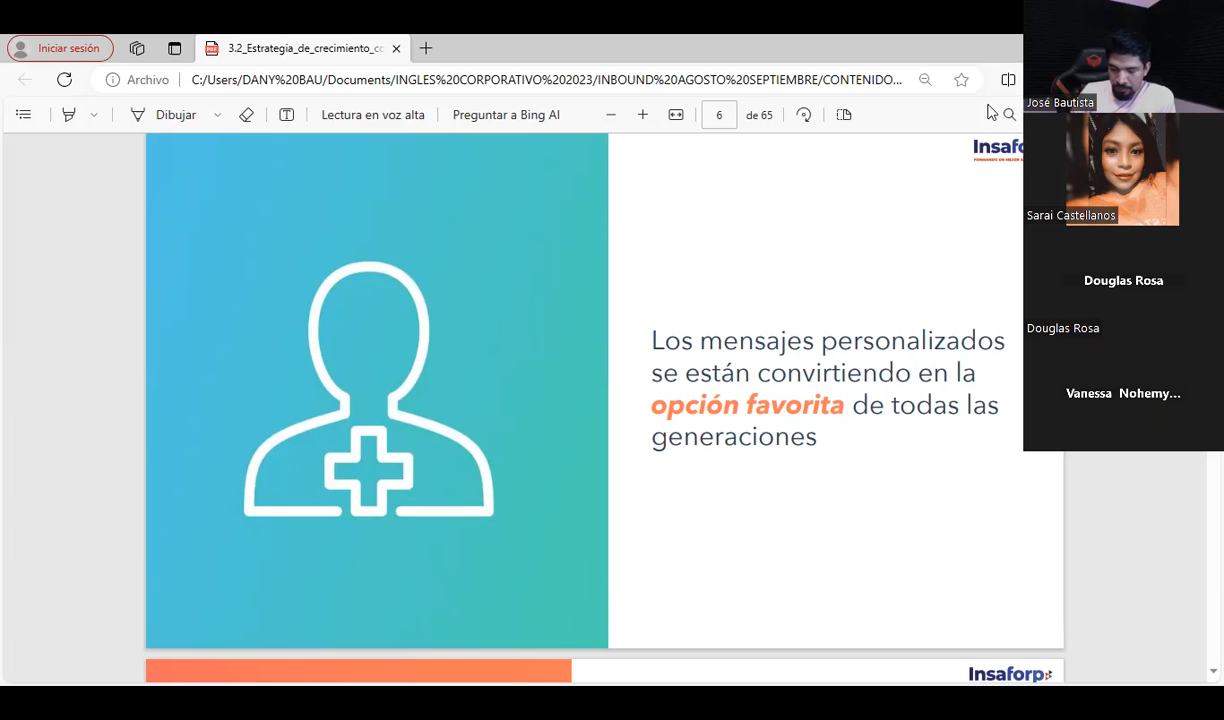 Iniciar sesión
3.2_Estrategia_de_crecimiento_cc
Archivo
C:/Users/DANY%20BAU/Documents/INGLES%20CORPORATIVO%202023/INBOUND%20AGOSTO%20SEPTIEMBRE/CONTENIDO...
Dibujar
Lectura en voz alta
Preguntar a Bing AI
6
de 65
Insaforp
Los mensajes personalizados
se están convirtiendo en la
opción favorita de todas las
generaciones
Insaforp
José Bautista
Sarai Castellanos
Douglas Rosa
Douglas Rosa
Vanessa Nohemy...